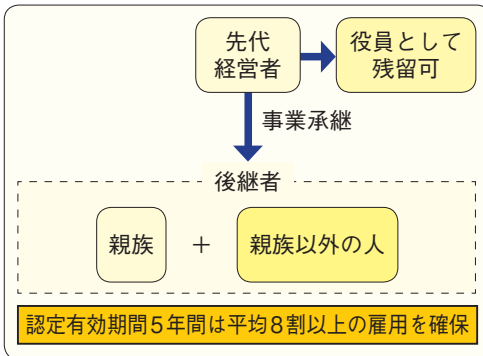 先代
経営者
役員として
残留可
事業承継
後継者
親族
+
親族以外の人
認定有効期間5年間は平均8割以上の雇用を確保